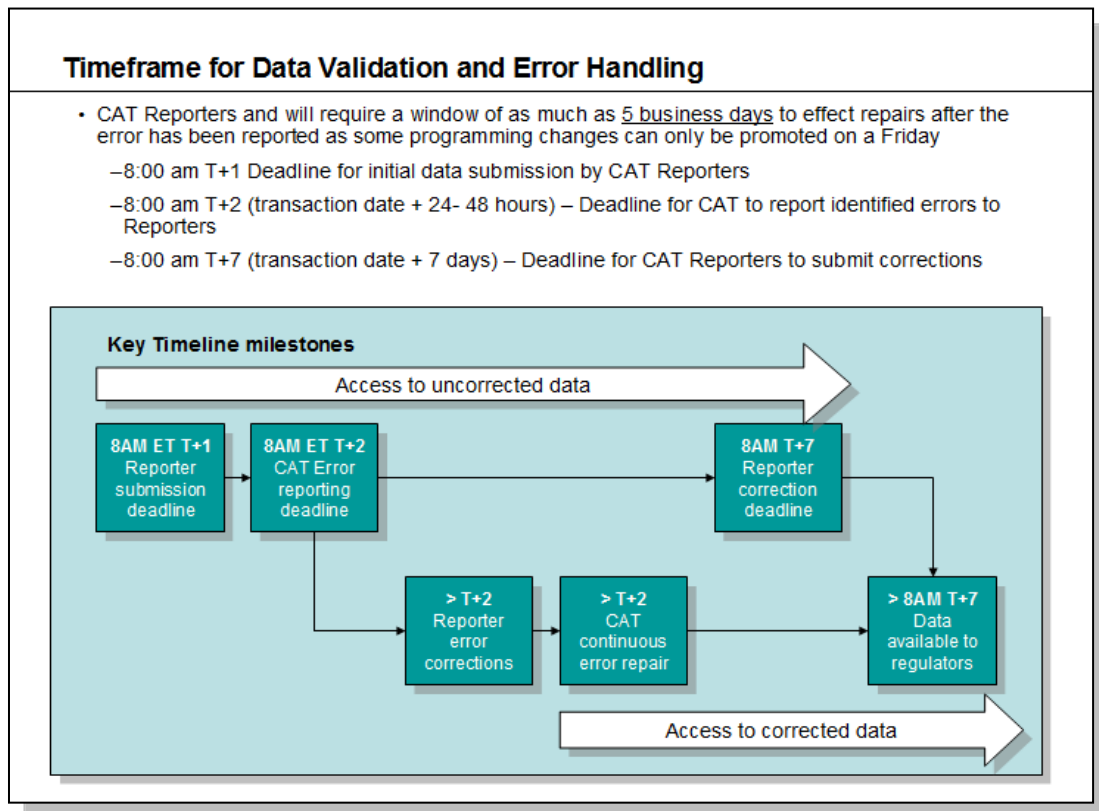 Timeframe for Data Validation and Error Handling
• CAT Reporters and will require a window of as much as 5 business days to effect repairs after the
error has been reported as some programming changes can only be promoted on a Friday
–8:00 am T+1 Deadline for initial data submission by CAT Reporters
–8:00 am T+2 (transaction date + 24- 48 hours) – Deadline for CAT to report identified errors to
Reporters
–8:00 am T+7 (transaction date + 7 days) – Deadline for CAT Reporters to submit corrections
Key Timeline milestones
Access to uncorrected data
8AM ET T+1
Reporter
submission
deadline
8AM ET T+2
CAT Error
reporting
deadline
8AM T+7
Reporter
correction
deadline
> T+2
Reporter
error
corrections
> T+2
CAT
continuous
error repair
> 8AM T+7
Data
available to
regulators
Access to corrected data